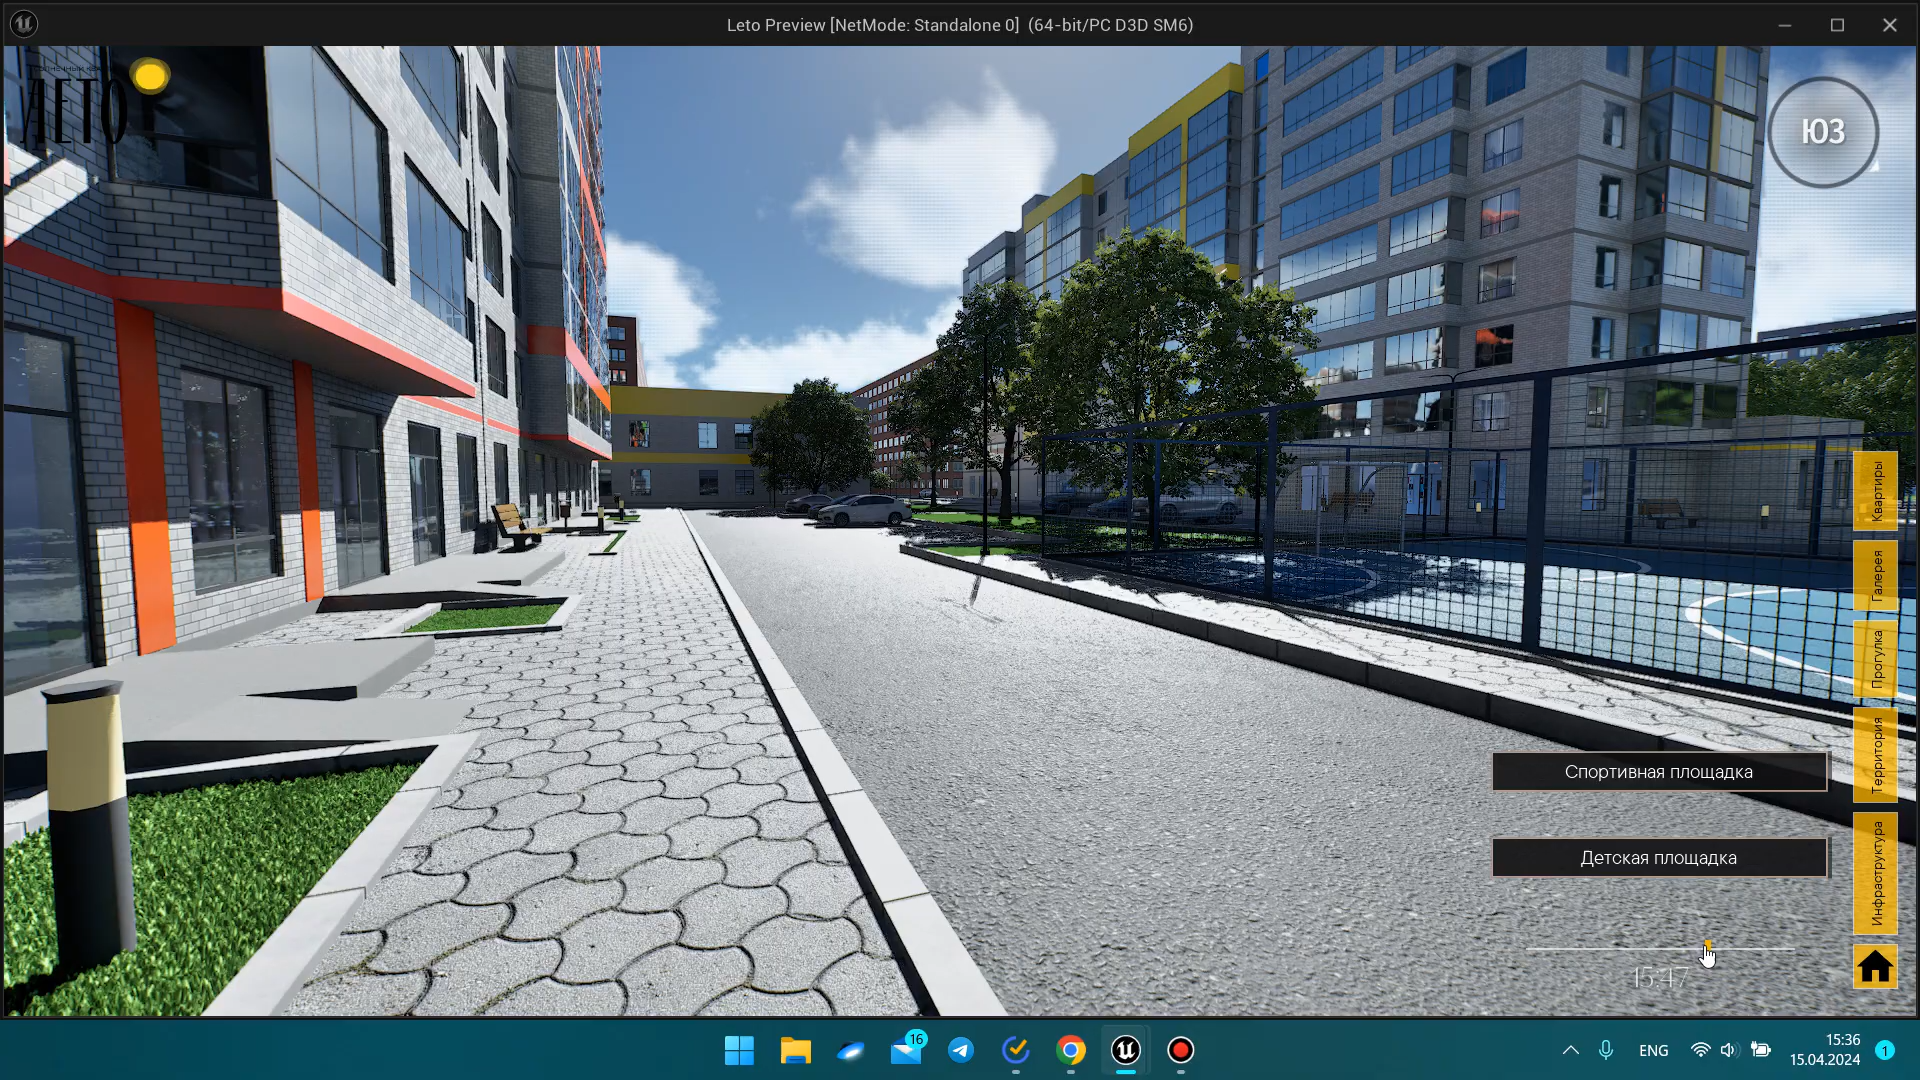 Leto Preview [NetMode: Standalone 0] (64-bit/PC D3D SM6)
ЛЕТО
ЮЗ
Квартиры
Галерея
Прогулка
Территория
Инфраструктура
Спортивная площадка
Детская площадка
15:47
16
ENG
15:36
15.04.2024
1